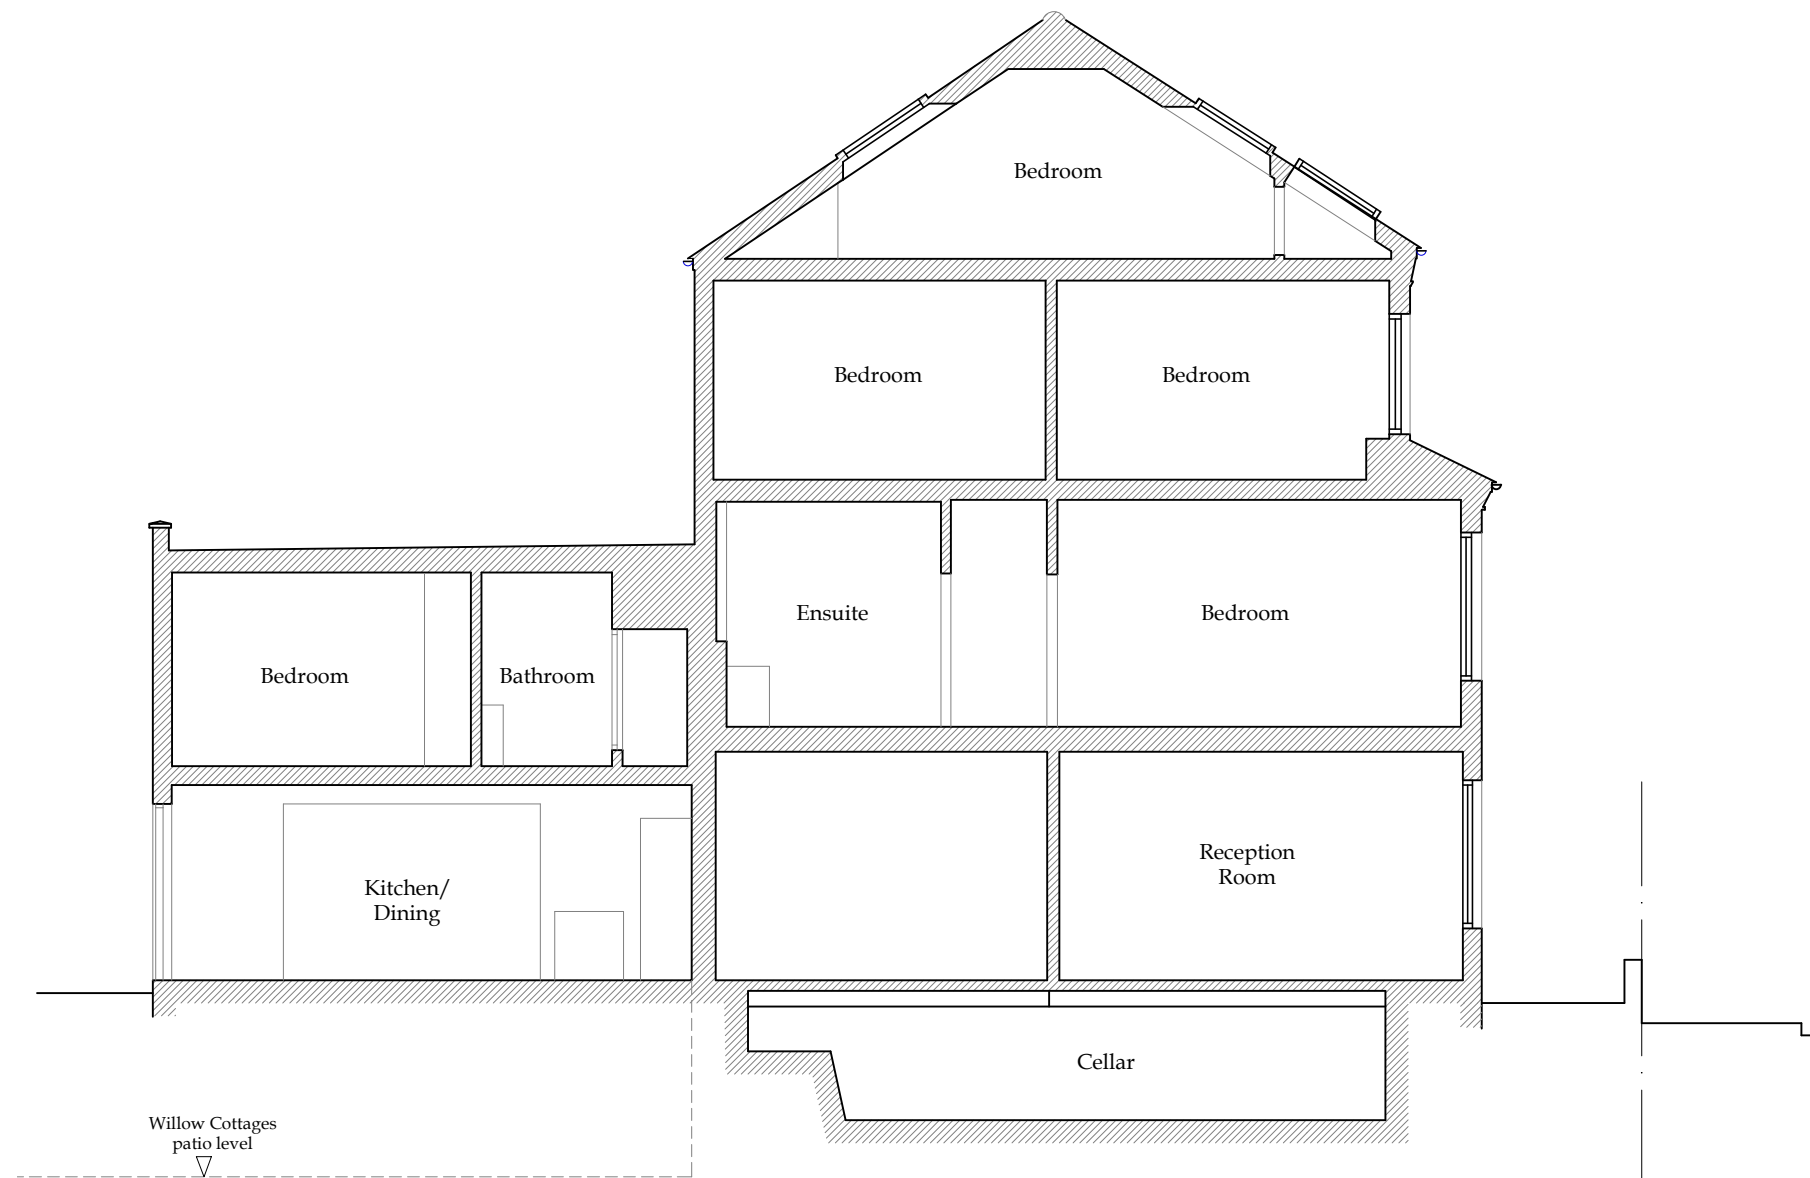 Bedroom
Bedroom
Bedroom
Ensuite
Bedroom
Bedroom
Bathroom
Reception
Room
Kitchen/
Dining
Cellar
Willow Cottages
patio level